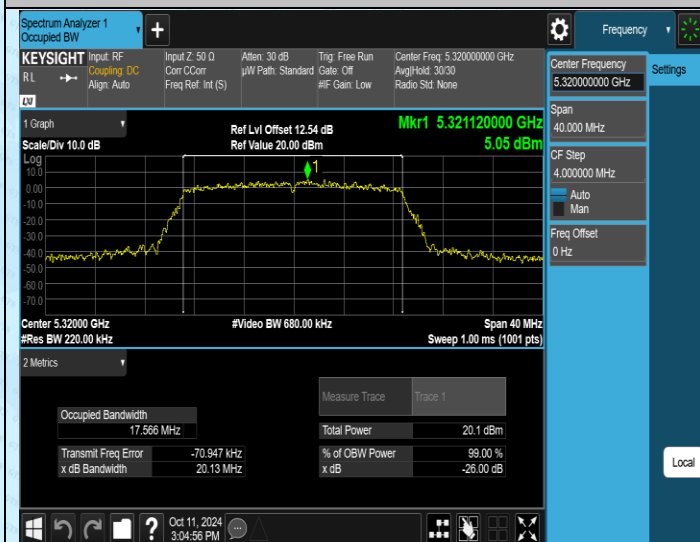 Spectrum Analyzer 1
Occupied BW
Frequency
KEYSIGHT
Input: RF
Coupling: DC
Align: Auto
Input Z: 50 Ω
Corr CCorr
Freq Ref: Int (S)
Atten: 30 dB
µW Path: Standard
Trig: Free Run
Gate: Off
#IF Gain: Low
Center Freq: 5.320000000 GHz
Avg|Hold: 30/30
Radio Std: None
RL
LXI
Center Frequency
5.320000000 GHz
Settings
Span
40.000 MHz
CF Step
4.000000 MHz
Auto
Man
Freq Offset
0 Hz
Local
1 Graph
Scale/Div 10.0 dB
Ref Lvl Offset 12.54 dB
Ref Value 20.00 dBm
Mkr1 5.321120000 GHz
5.05 dBm
Log
10.0
0.00
-10.0
-20.0
-30.0
-40.0
-50.0
-60.0
-70.0
1
Center 5.32000 GHz
#Video BW 680.00 kHz
Span 40 MHz
#Res BW 220.00 kHz
Sweep 1.00 ms (1001 pts)
2 Metrics
Measure Trace
Trace 1
Occupied Bandwidth
17.566 MHz
Total Power
20.1 dBm
Transmit Freq Error
-70.947 kHz
% of OBW Power
99.00 %
x dB Bandwidth
20.13 MHz
x dB
-26.00 dB
?
Oct 11, 2024
3:04:56 PM